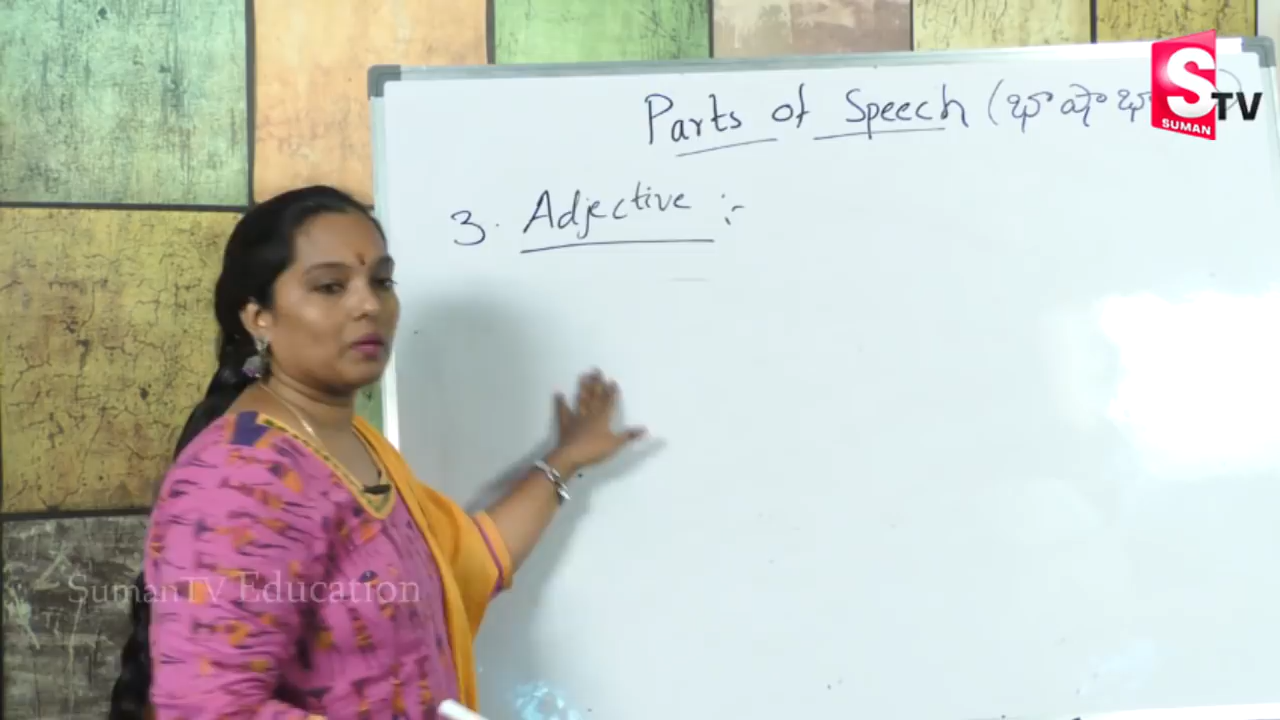 Parts of Speech (భాషాభా
S TV
SUMAN
3. Adjective :-
SumanTV Education